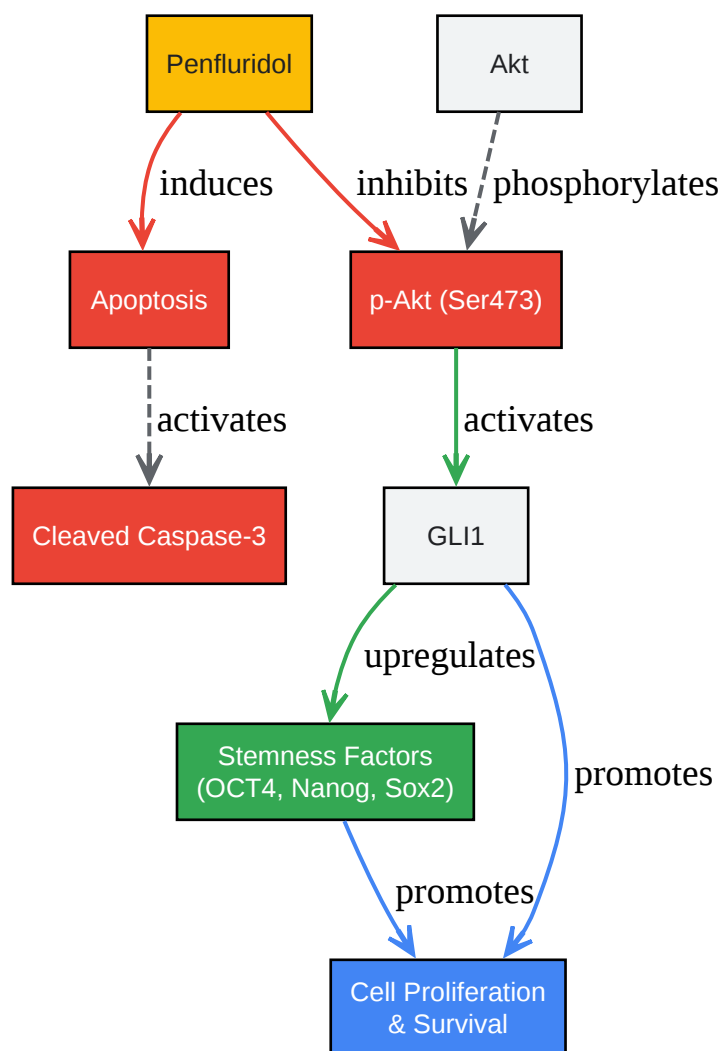 Penfluridol
Akt
induces
inhibits
phosphorylates
Apoptosis
p-Akt (Ser473)
activates
activates
Cleaved Caspase-3
GLI1
upregulates
Stemness Factors
(OCT4, Nanog, Sox2)
promotes
promotes
Cell Proliferation
& Survival